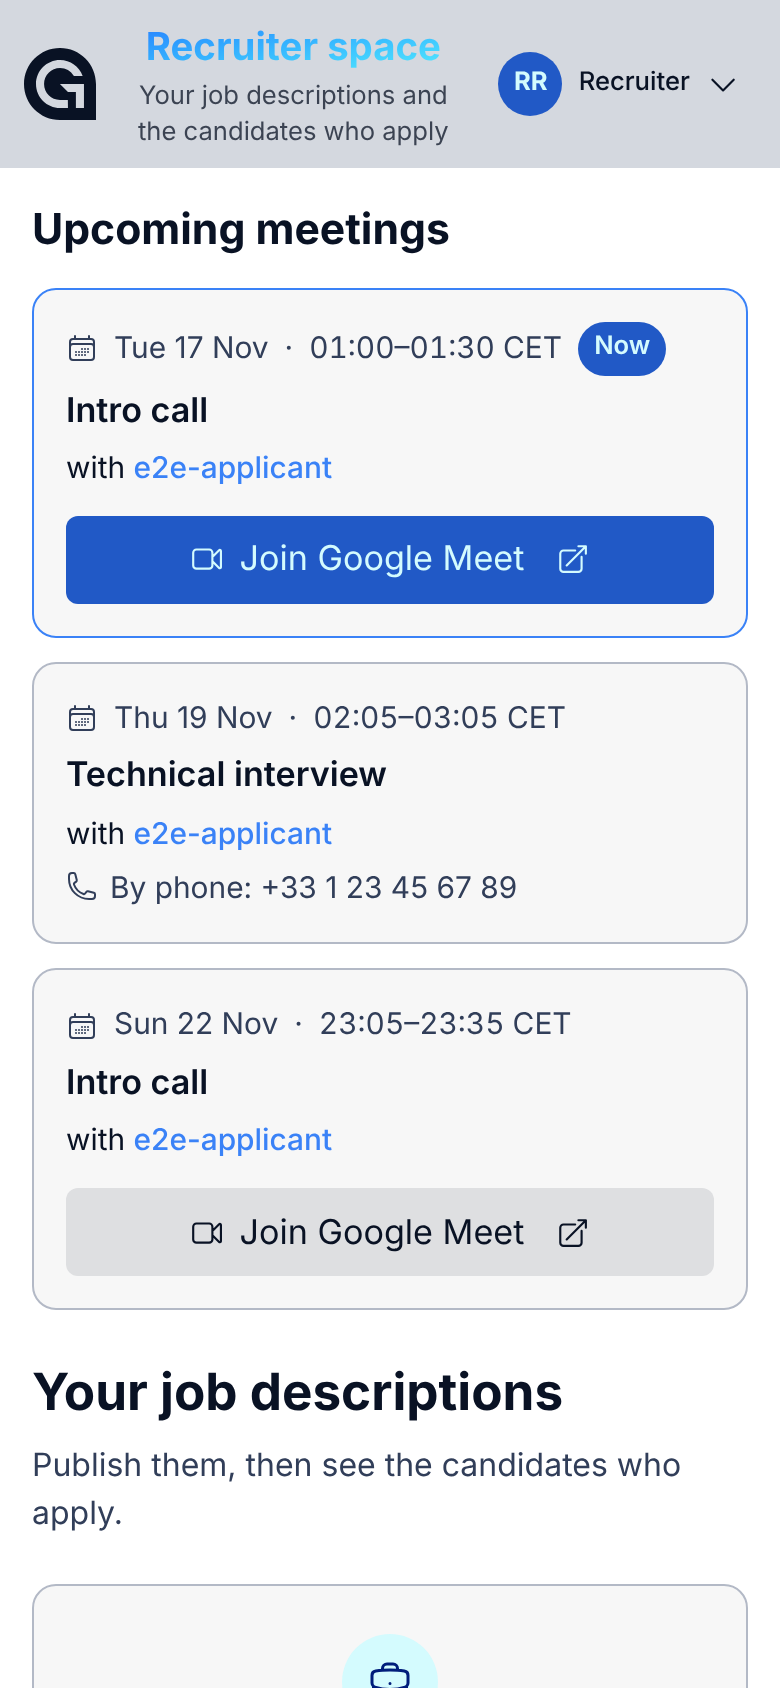 Recruiter space
Your job descriptions and
the candidates who apply
RR
Recruiter
Upcoming meetings
Tue 17 Nov · 01:00–01:30 CET Now
Intro call
with e2e-applicant
Join Google Meet
Thu 19 Nov · 02:05–03:05 CET
Technical interview
with e2e-applicant
By phone: +33 1 23 45 67 89
Sun 22 Nov · 23:05–23:35 CET
Intro call
with e2e-applicant
Join Google Meet
Your job descriptions
Publish them, then see the candidates who
apply.